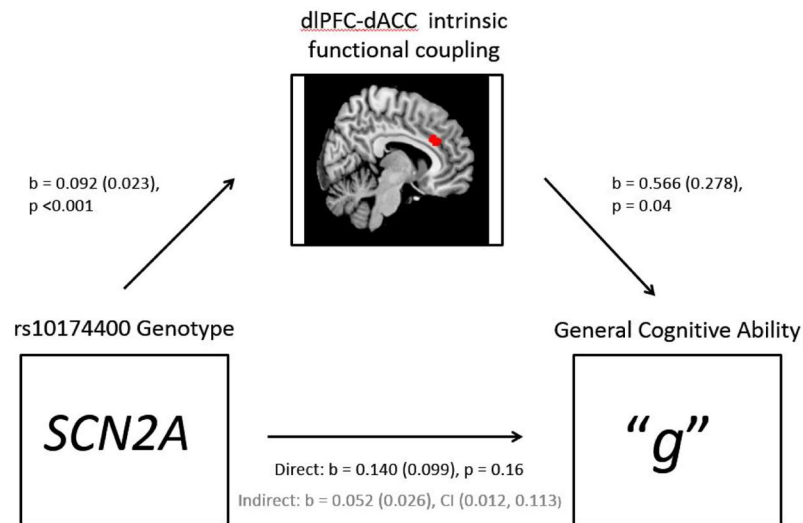 dlPFC-dACC intrinsic
functional coupling
b = 0.092 (0.023),
p <0.001
b = 0.566 (0.278),
p = 0.04
rs10174400 Genotype
General Cognitive Ability
SCN2A
“g”
Direct: b = 0.140 (0.099), p = 0.16
Indirect: b = 0.052 (0.026), CI (0.012, 0.113)